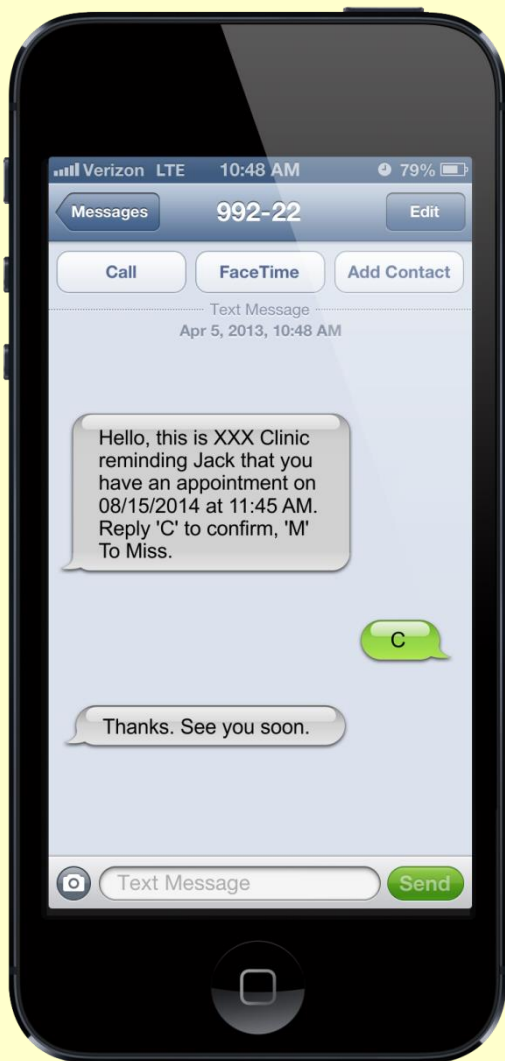 Verizon LTE 10:48 AM 79%
Messages 992-22 Edit
Call FaceTime Add Contact
Text Message
Apr 5, 2013, 10:48 AM
Hello, this is XXX Clinic
reminding Jack that you
have an appointment on
08/15/2014 at 11:45 AM.
Reply 'C' to confirm, 'M'
To Miss.
C
Thanks. See you soon.
Text Message Send